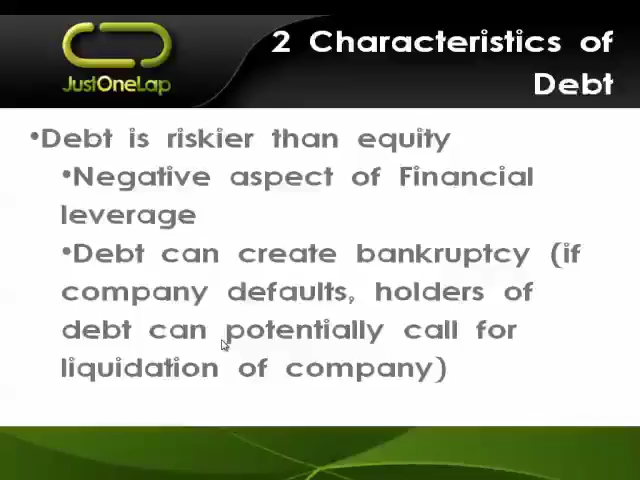 2 Characteristics of
Debt
JustOneLap
•Debt is riskier than equity
•Negative aspect of Financial
leverage
•Debt can create bankruptcy (if
company defaults, holders of
debt can potentially call for
liquidation of company)